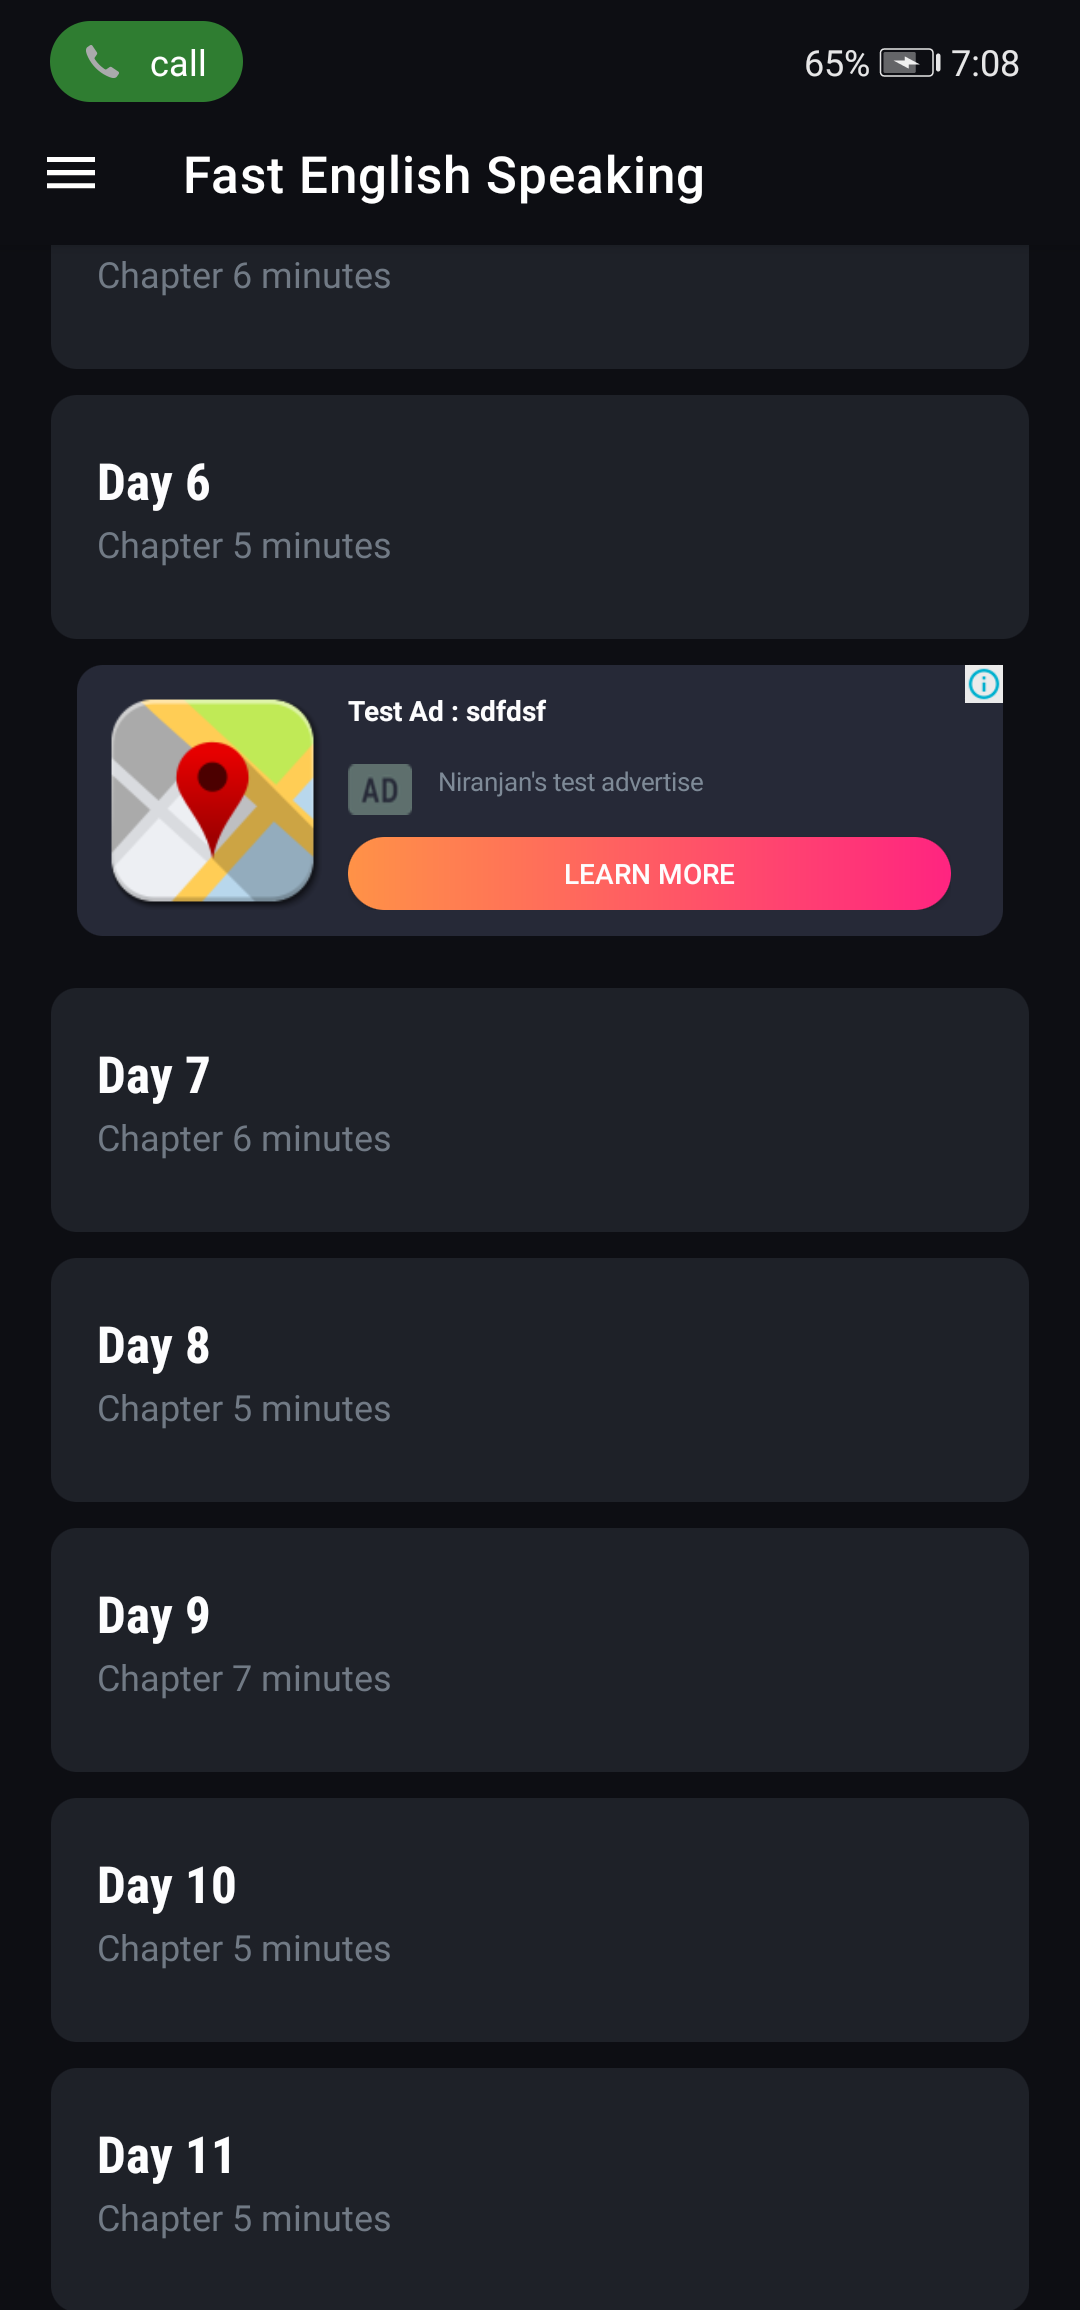 call
65% 7:08
Fast English Speaking
Chapter 6 minutes
Day 6
Chapter 5 minutes
Test Ad : sdfdsf
AD Niranjan's test advertise
LEARN MORE
Day 7
Chapter 6 minutes
Day 8
Chapter 5 minutes
Day 9
Chapter 7 minutes
Day 10
Chapter 5 minutes
Day 11
Chapter 5 minutes